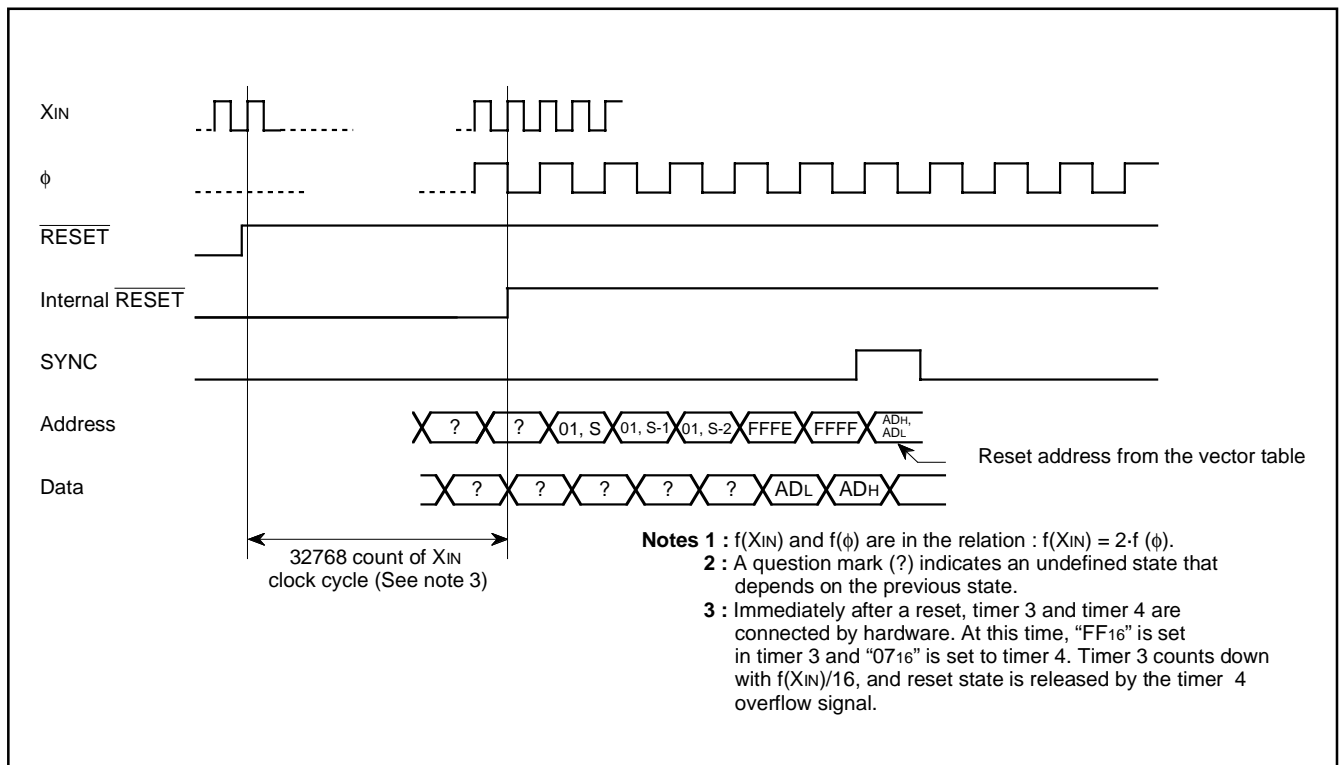 XIN
ϕ
RESET
Internal RESET
SYNC
Address
? ? 01, S 01, S-1 01, S-2 FFFE FFFF ADH,
ADL
Reset address from the vector table
Data
? ? ? ? ? ADL ADH
32768 count of XIN
clock cycle (See note 3)
Notes 1 : f(XIN) and f(ϕ) are in the relation : f(XIN) = 2·f (ϕ).
2 : A question mark (?) indicates an undefined state that
depends on the previous state.
3 : Immediately after a reset, timer 3 and timer 4 are
connected by hardware. At this time, “FF16” is set
in timer 3 and “0716” is set to timer 4. Timer 3 counts down
with f(XIN)/16, and reset state is released by the timer 4
overflow signal.